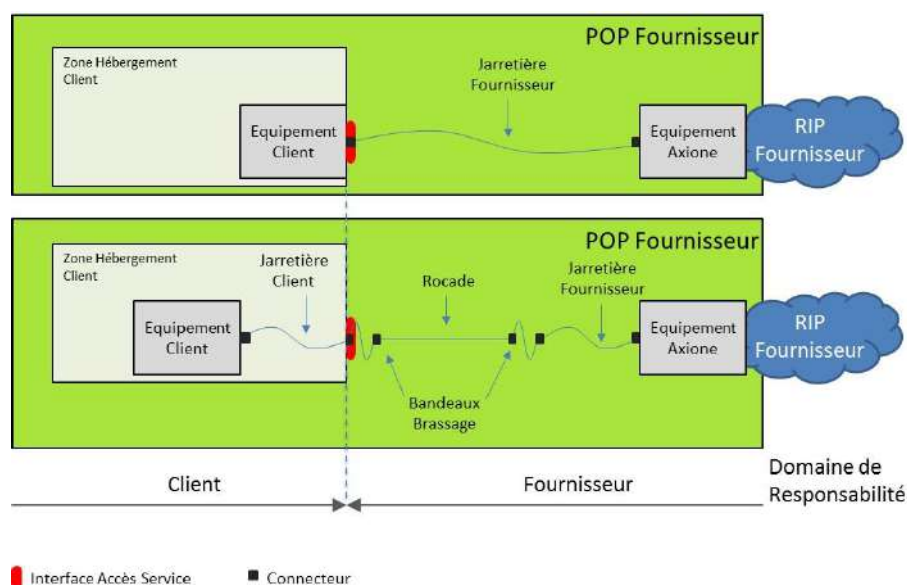 POP Fournisseur
Zone Hébergement
Client
Jarretière
Fournisseur
Equipement
Client
Equipement
Axione
RIP
Fournisseur
POP Fournisseur
Zone Hébergement
Client
Jarretière
Client
Rocade
Jarretière
Fournisseur
Equipement
Client
Equipement
Axione
RIP
Fournisseur
Bandeaux
Brassage
Client
Fournisseur
Domaine de
Responsabilité
Interface Accès Service
Connecteur